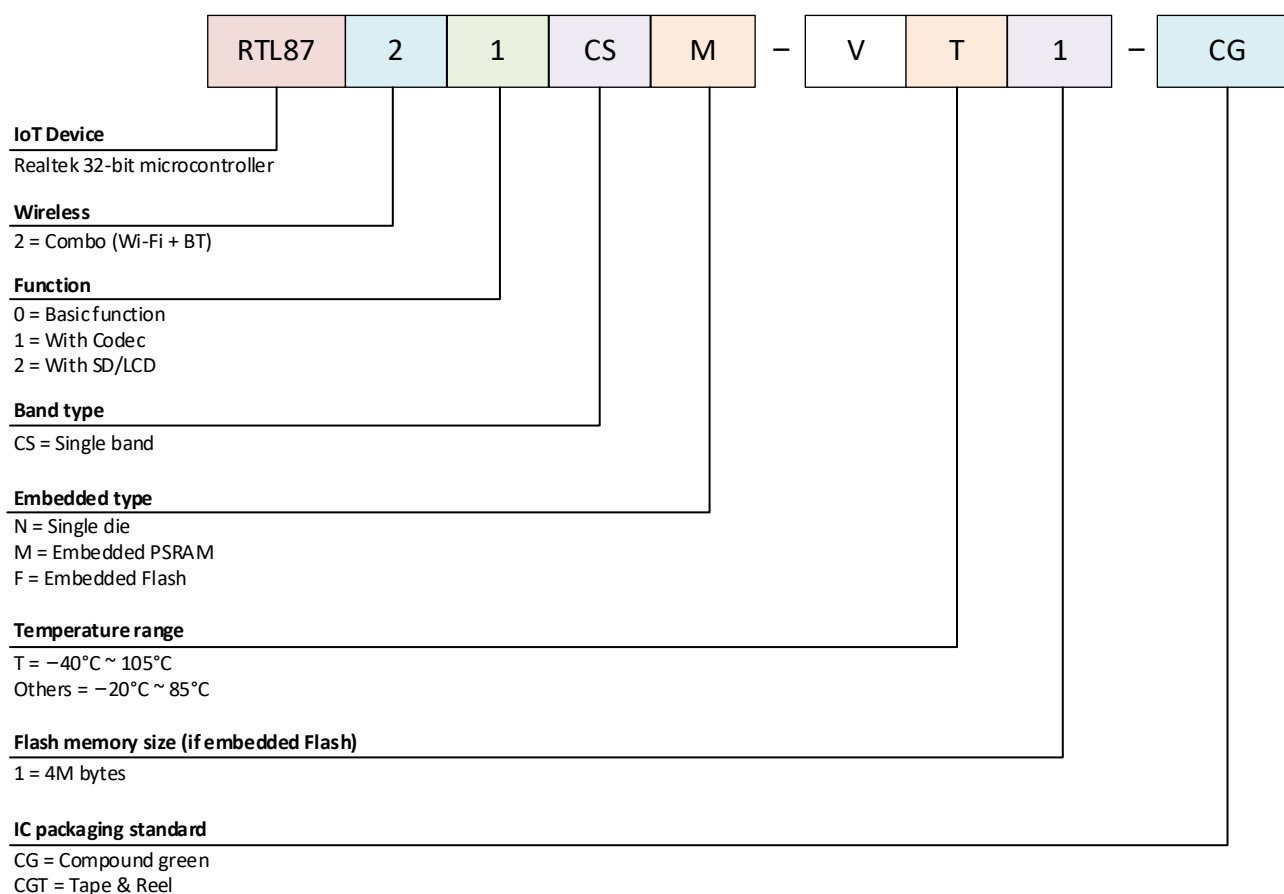 RTL87 2 1 CS M – V T 1 – CG
IoT Device
Realtek 32-bit microcontroller
Wireless
2 = Combo (Wi-Fi + BT)
Function
0 = Basic function
1 = With Codec
2 = With SD/LCD
Band type
CS = Single band
Embedded type
N = Single die
M = Embedded PSRAM
F = Embedded Flash
Temperature range
T = −40°C ~ 105°C
Others = −20°C ~ 85°C
Flash memory size (if embedded Flash)
1 = 4M bytes
IC packaging standard
CG = Compound green
CGT = Tape & Reel